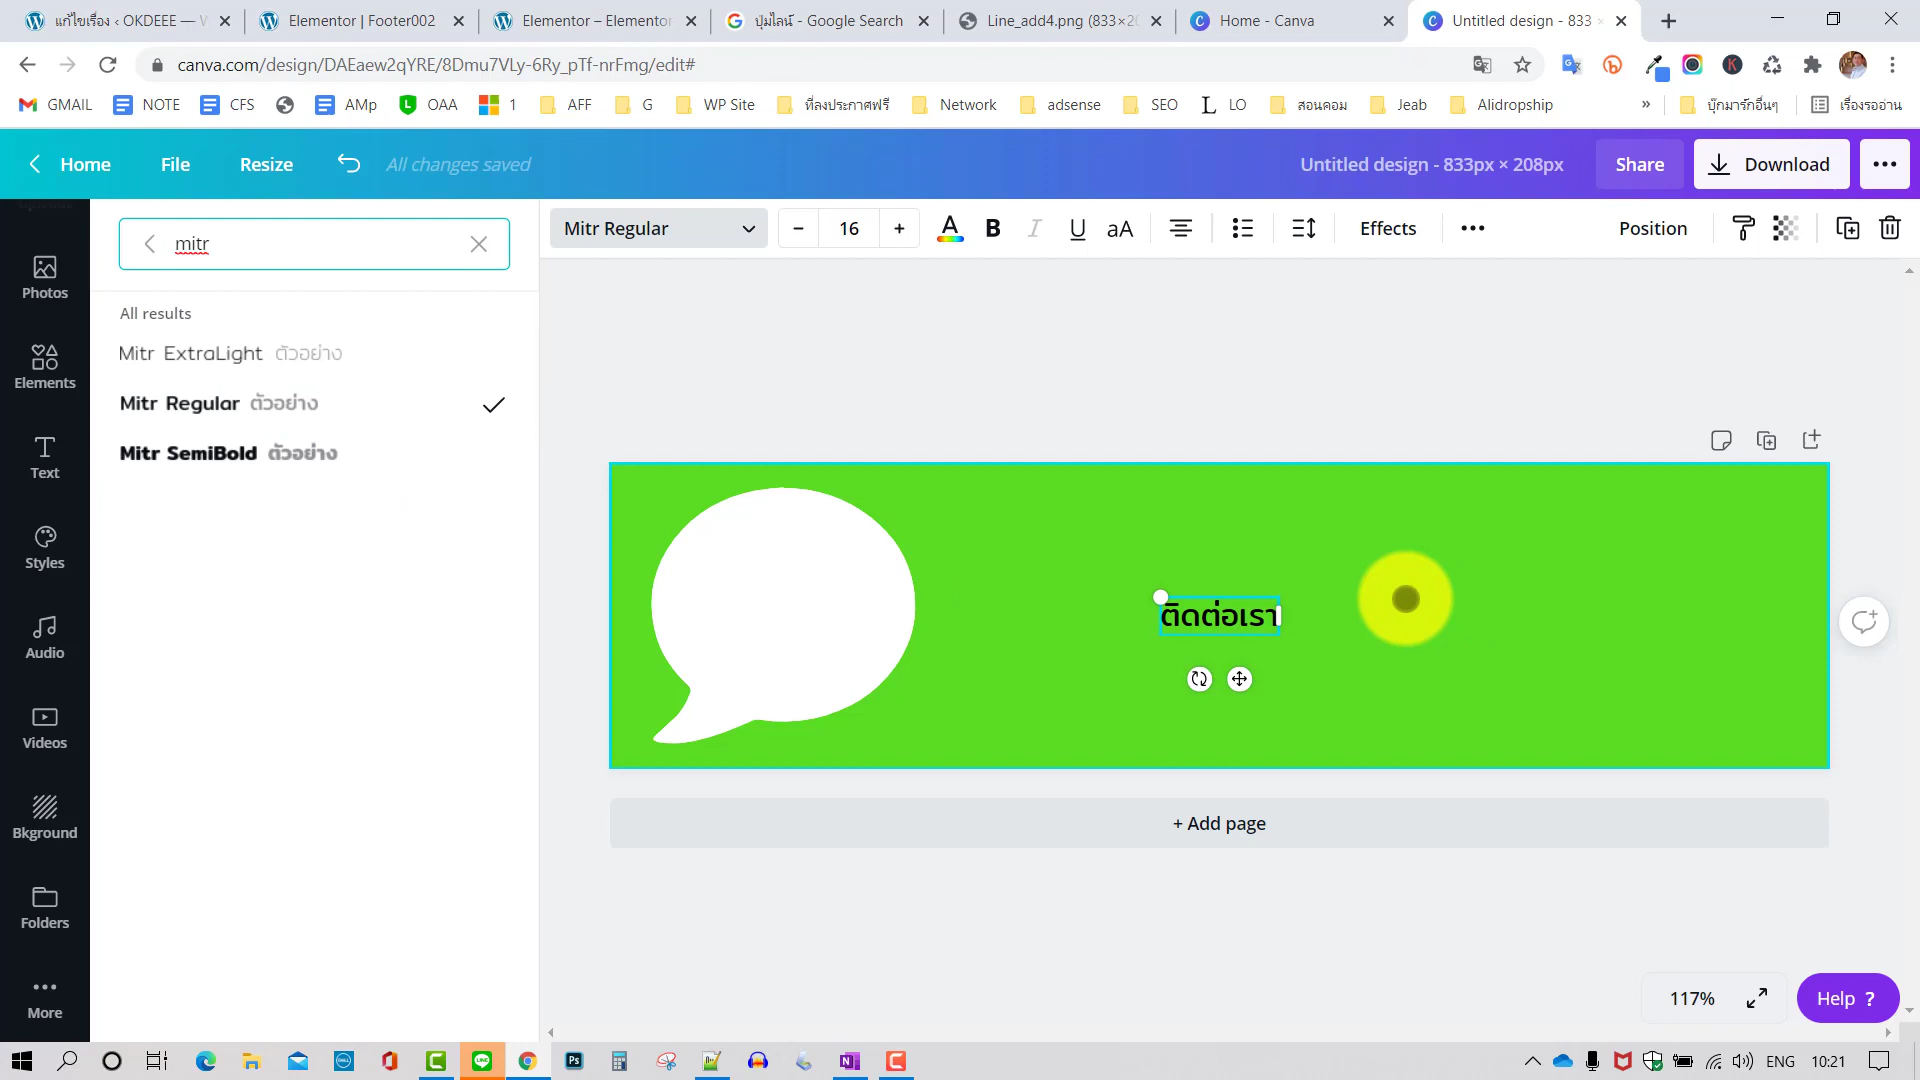 แก้ไขเรื่อง ‹ OKDEEE — W
Elementor | Footer002
Elementor – Elementor
ปุ่มไลน์ - Google Search
Line_add4.png (833×20
Home - Canva
Untitled design - 833
canva.com/design/DAEaew2qYRE/8Dmu7VLy-6Ry_pTf-nrFmg/edit#
GMAIL
NOTE
CFS
AMp
OAA
1
AFF
G
WP Site
ที่ลงประกาศฟรี
Network
adsense
SEO
LO
สอนคอม
Jeab
Alidropship
»
บุ๊กมาร์กอื่นๆ
เรื่องรออ่าน
Home
File
Resize
All changes saved
Untitled design - 833px × 208px
Share
Download
mitr
Mitr Regular
16
B
I
U
aA
Effects
Position
All results
Mitr ExtraLight ตัวอย่าง
Mitr Regular ตัวอย่าง
Mitr SemiBold ตัวอย่าง
Photos
Elements
Text
Styles
Audio
Videos
Bkground
Folders
More
ติดต่อเรา
+ Add page
117%
Help ?
ENG
10:21